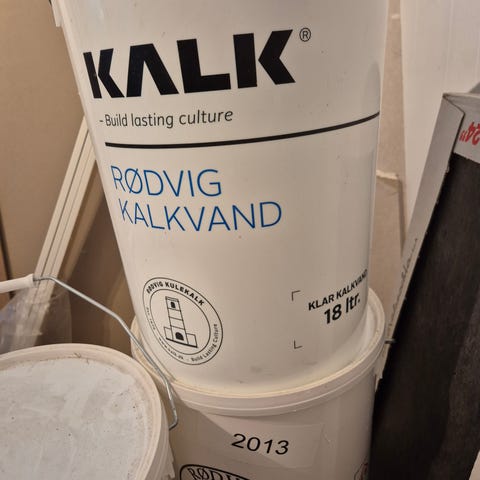 KALK®
- Build lasting culture
RØDVIG
KALKVAND
RØDVIG KULEKALK
Build Lasting Culture
KLAR KALKVAND
18 ltr.
2013